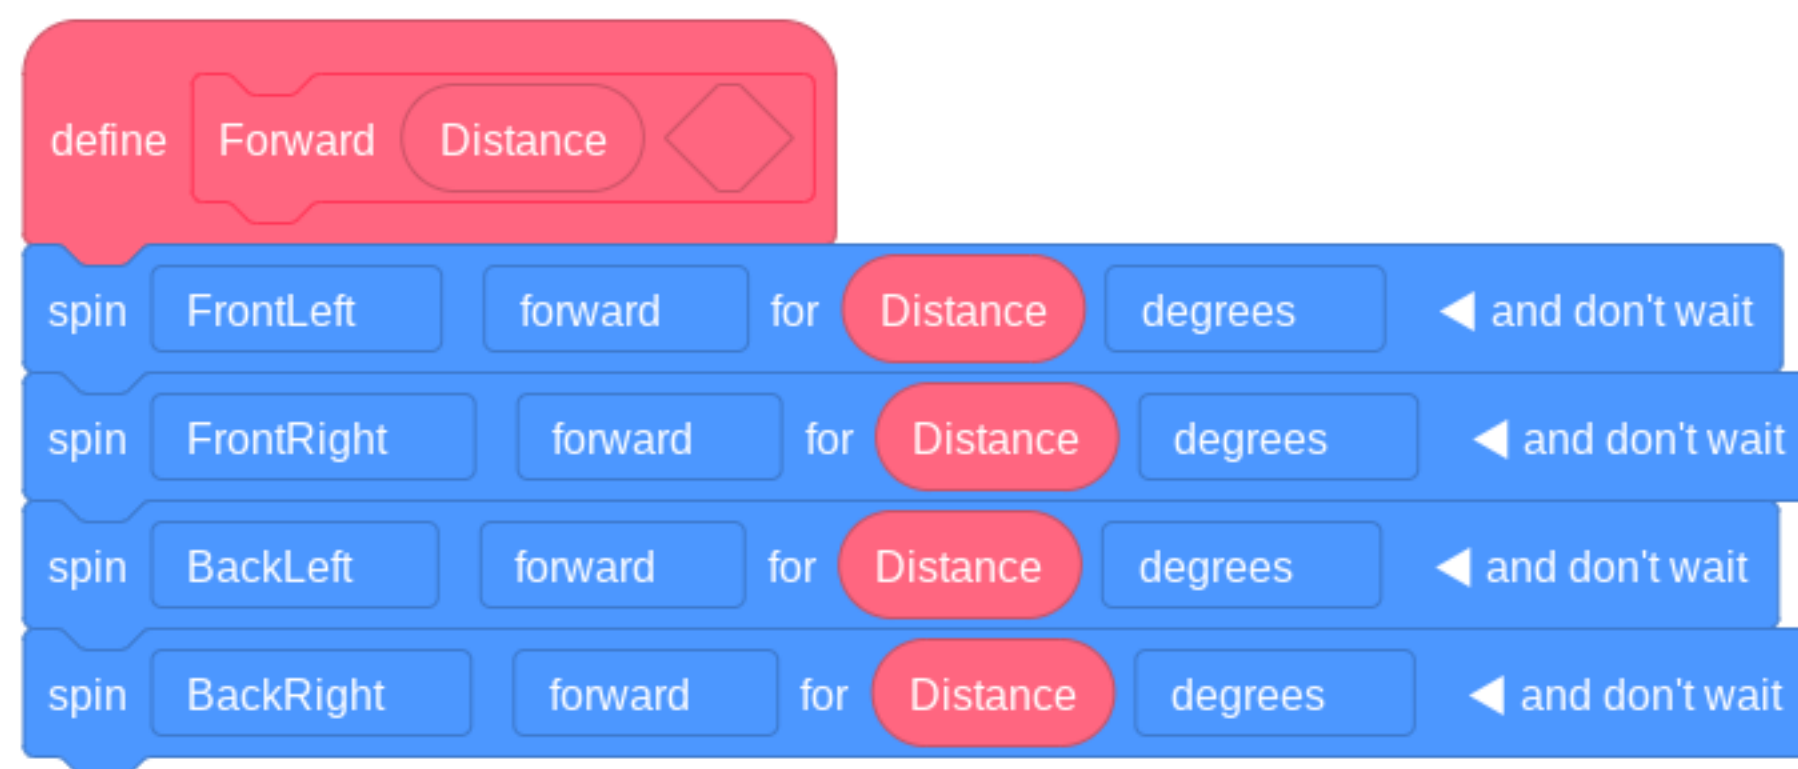 define Forward Distance
spin FrontLeft forward for Distance degrees and don't wait
spin FrontRight forward for Distance degrees and don't wait
spin BackLeft forward for Distance degrees and don't wait
spin BackRight forward for Distance degrees and don't wait